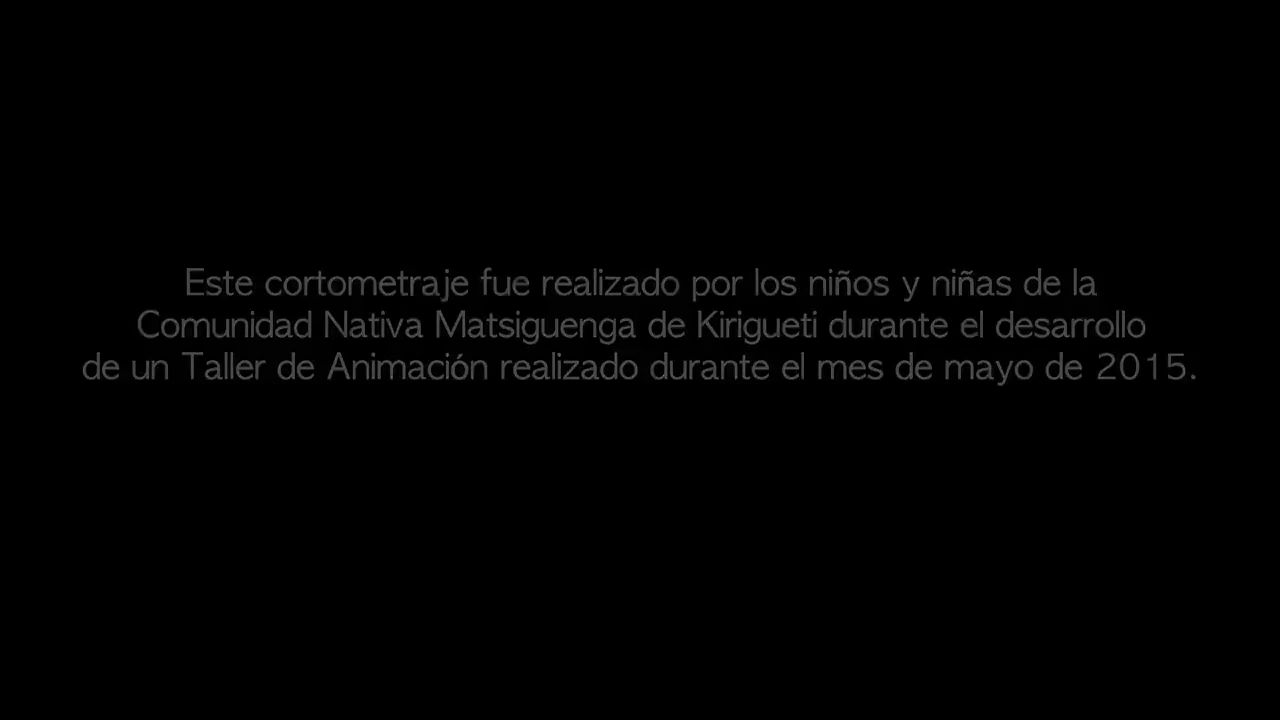 Este cortometraje fue realizado por los niños y niñas de la
Comunidad Nativa Matsiguenga de Kirigueti durante el desarrollo
de un Taller de Animación realizado durante el mes de mayo de 2015.